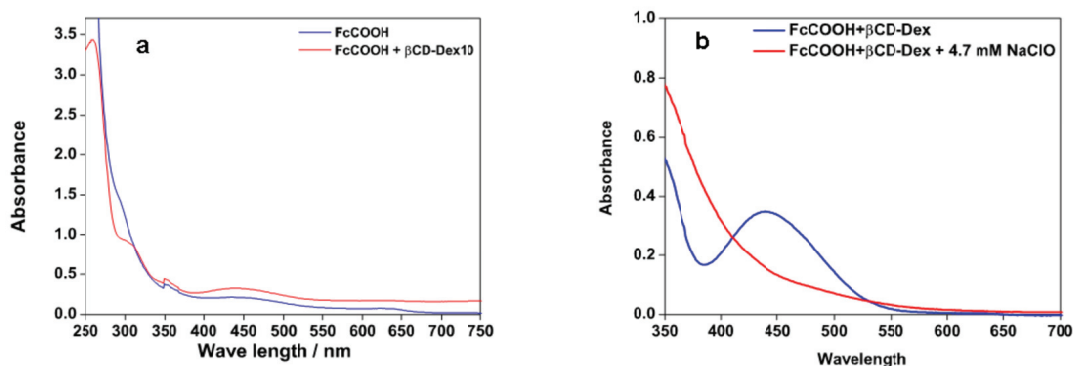 a
FcCOOH
FcCOOH + βCD-Dex10
3.5
3.0
2.5
2.0
1.5
1.0
0.5
0.0
Absorbance
250 300 350 400 450 500 550 600 650 700 750
Wave length / nm
b
FcCOOH+βCD-Dex
FcCOOH+βCD-Dex + 4.7 mM NaClO
1.0
0.8
0.6
0.4
0.2
0.0
Absorbance
350 400 450 500 550 600 650 700
Wavelength